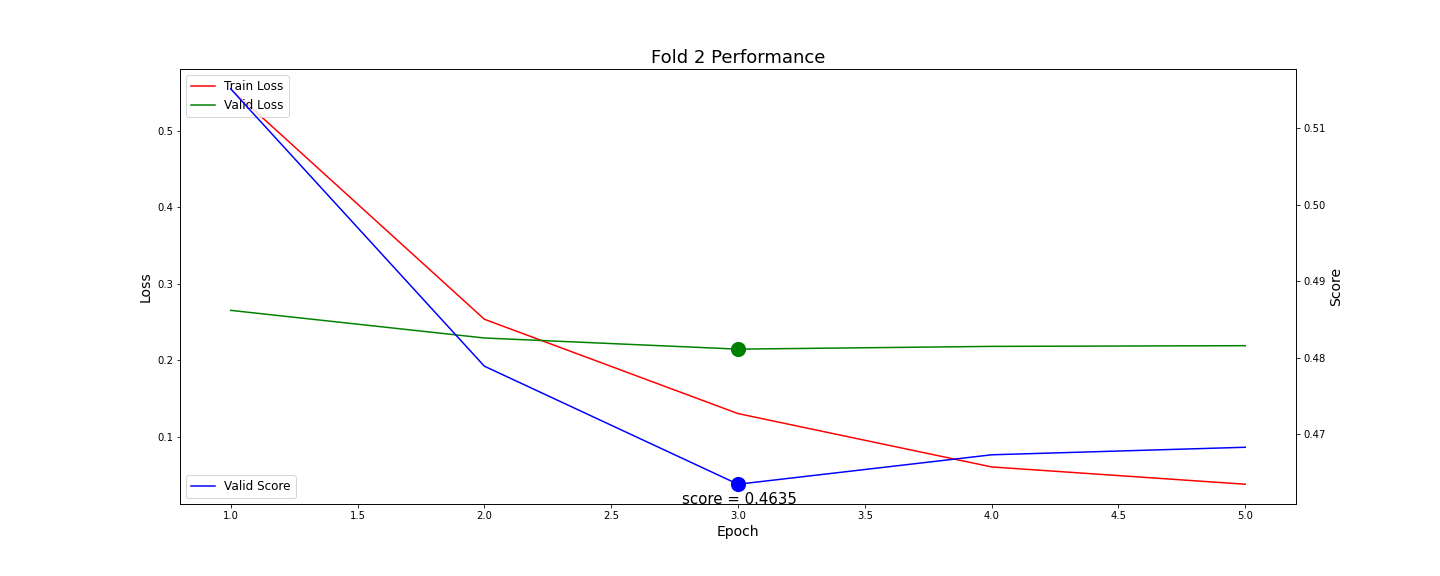 Fold 2 Performance
Train Loss
Valid Loss
0.5
0.4
0.3
0.2
0.1
Loss
0.51
0.50
0.49
0.48
0.47
Score
Valid Score
score = 0.4635
1.0 1.5 2.0 2.5 3.0 3.5 4.0 4.5 5.0
Epoch